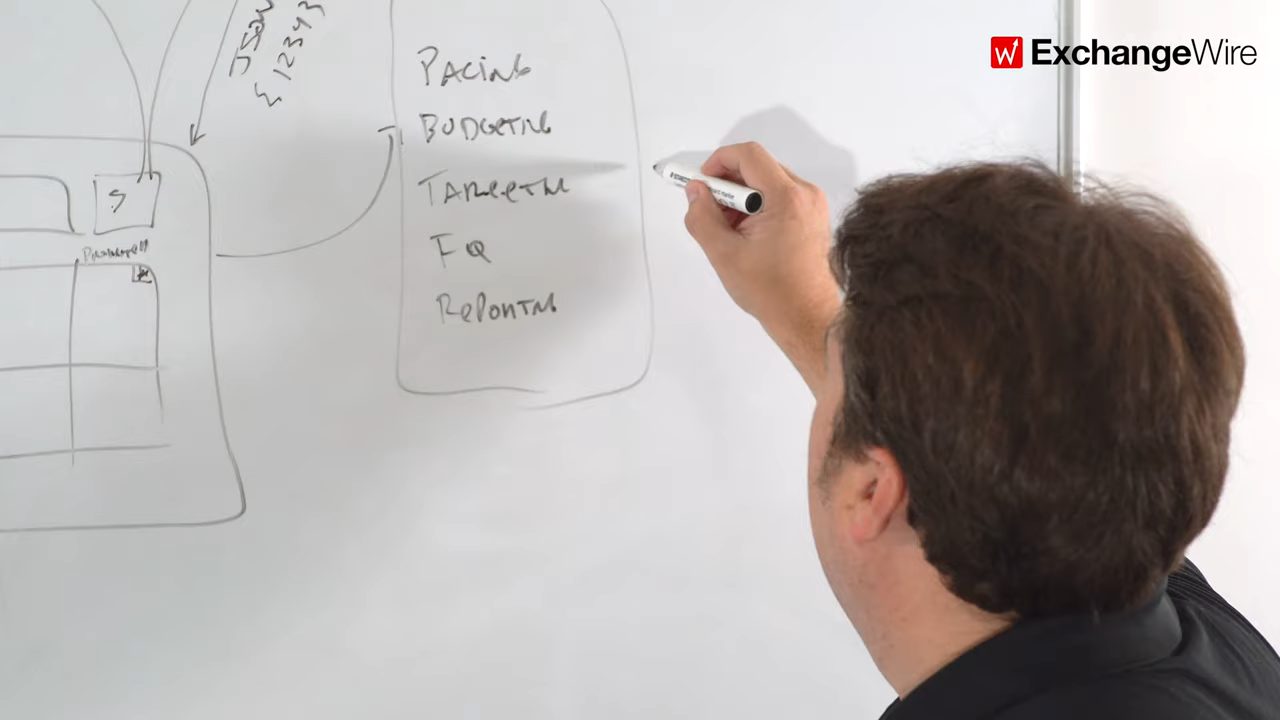 ExchangeWire
JSON
{ 12343
PACING
BUDGETING
TARGETING
FQ
REPORTING
S